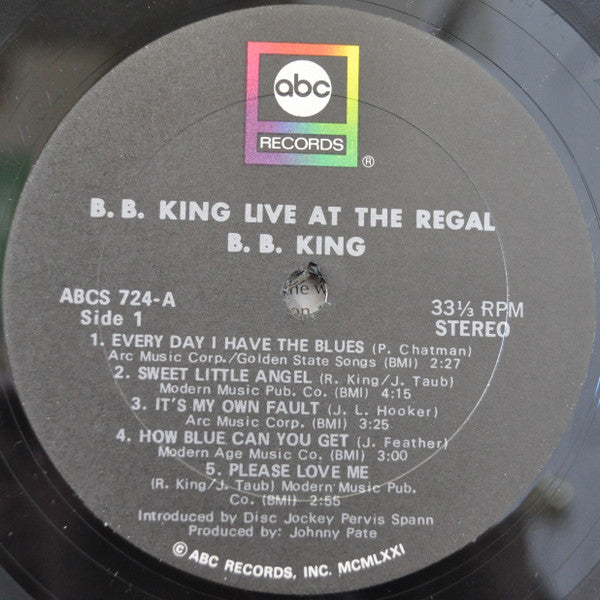 abc
RECORDS
®
B. B. KING LIVE AT THE REGAL
B. B. KING
ABCS 724-A
Side 1
33⅓ RPM
STEREO
1. EVERY DAY I HAVE THE BLUES (P. Chatman)
Arc Music Corp./Golden State Songs (BMI) 2:27
2. SWEET LITTLE ANGEL (R. King/J. Taub)
Modern Music Pub. Co. (BMI) 4:15
3. IT'S MY OWN FAULT (J. L. Hooker)
Arc Music Corp. (BMI) 3:25
4. HOW BLUE CAN YOU GET (J. Feather)
Modern Age Music Co. (BMI) 3:00
5. PLEASE LOVE ME
(R. King/J. Taub) Modern Music Pub.
Co. (BMI) 2:55
Introduced by Disc Jockey Pervis Spann
Produced by: Johnny Pate
© ABC RECORDS, INC. MCMLXXI